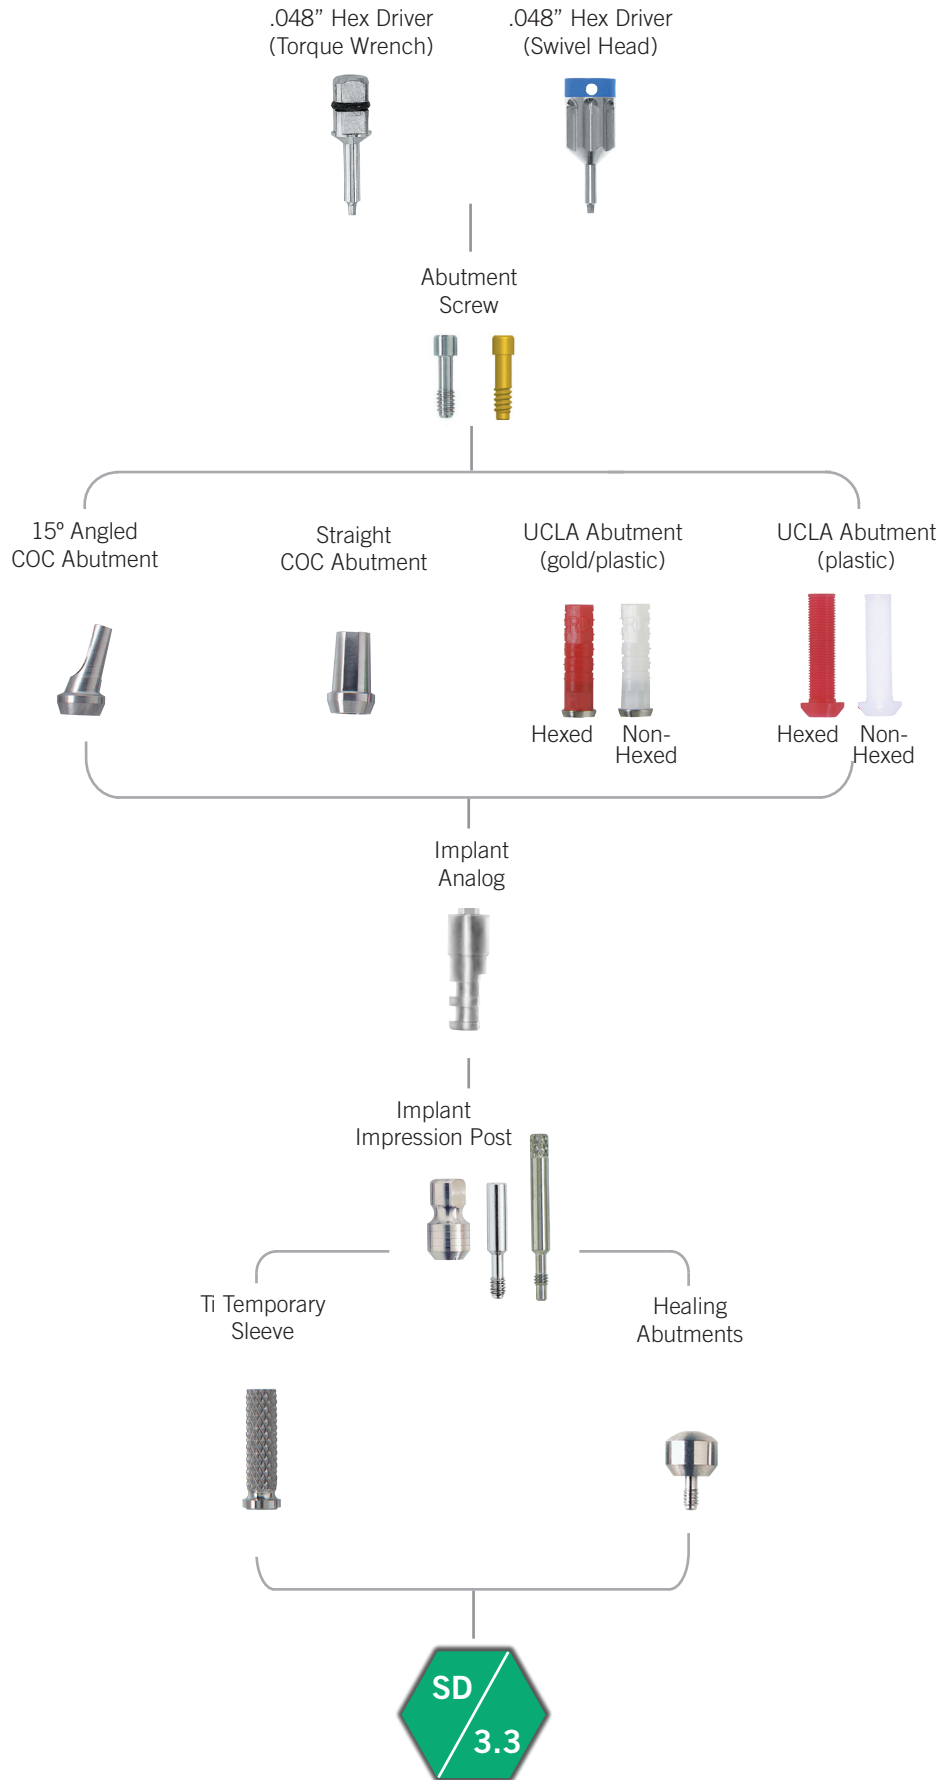 .048” Hex Driver
(Torque Wrench)
.048” Hex Driver
(Swivel Head)
Abutment
Screw
15º Angled
COC Abutment
Straight
COC Abutment
UCLA Abutment
(gold/plastic)
UCLA Abutment
(plastic)
Hexed
Non-
Hexed
Hexed
Non-
Hexed
Implant
Analog
Implant
Impression Post
Ti Temporary
Sleeve
Healing
Abutments
SD
3.3